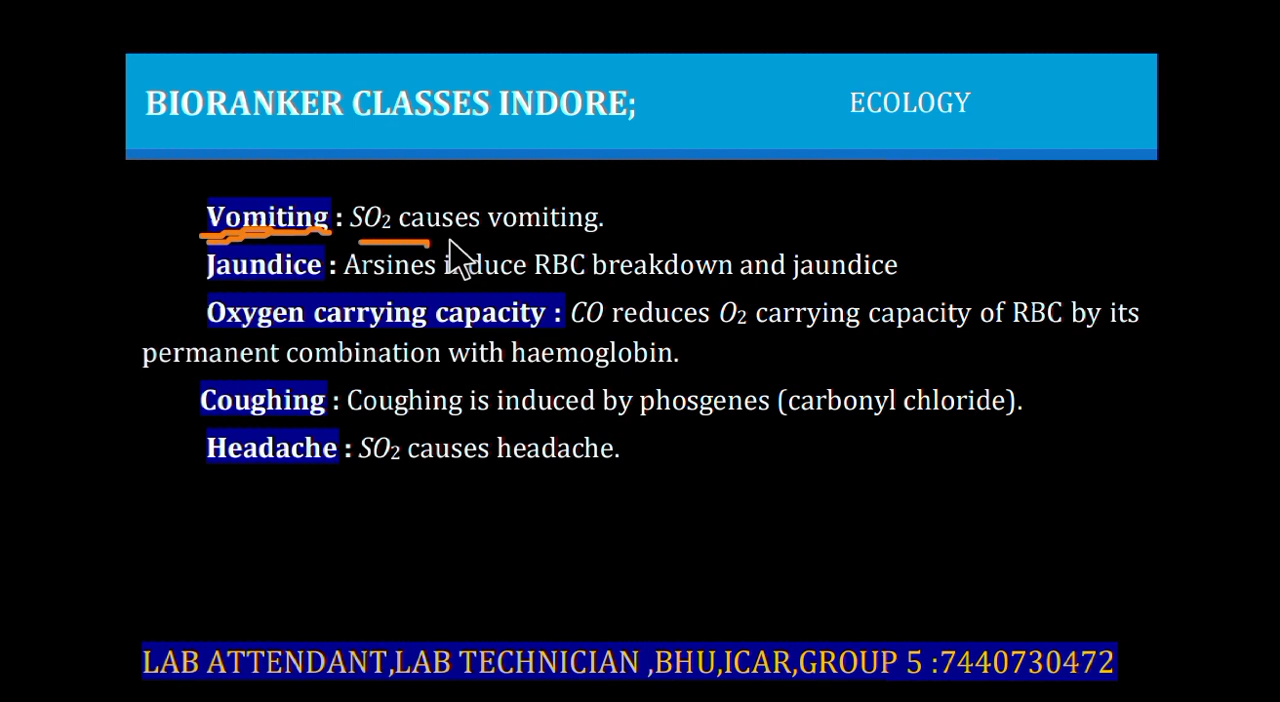 BIORANKER CLASSES INDORE;
ECOLOGY
Vomiting : SO2 causes vomiting.
Jaundice : Arsines induce RBC breakdown and jaundice
Oxygen carrying capacity : CO reduces O2 carrying capacity of RBC by its
permanent combination with haemoglobin.
Coughing : Coughing is induced by phosgenes (carbonyl chloride).
Headache : SO2 causes headache.
LAB ATTENDANT,LAB TECHNICIAN ,BHU,ICAR,GROUP 5 :7440730472